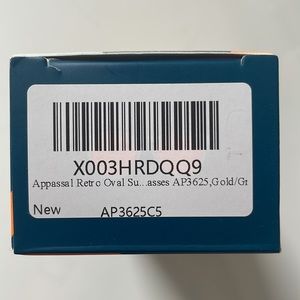 X003HRDQQ9
Appassal Retro Oval Su...asses AP3625,Gold/Gr
New AP3625C5